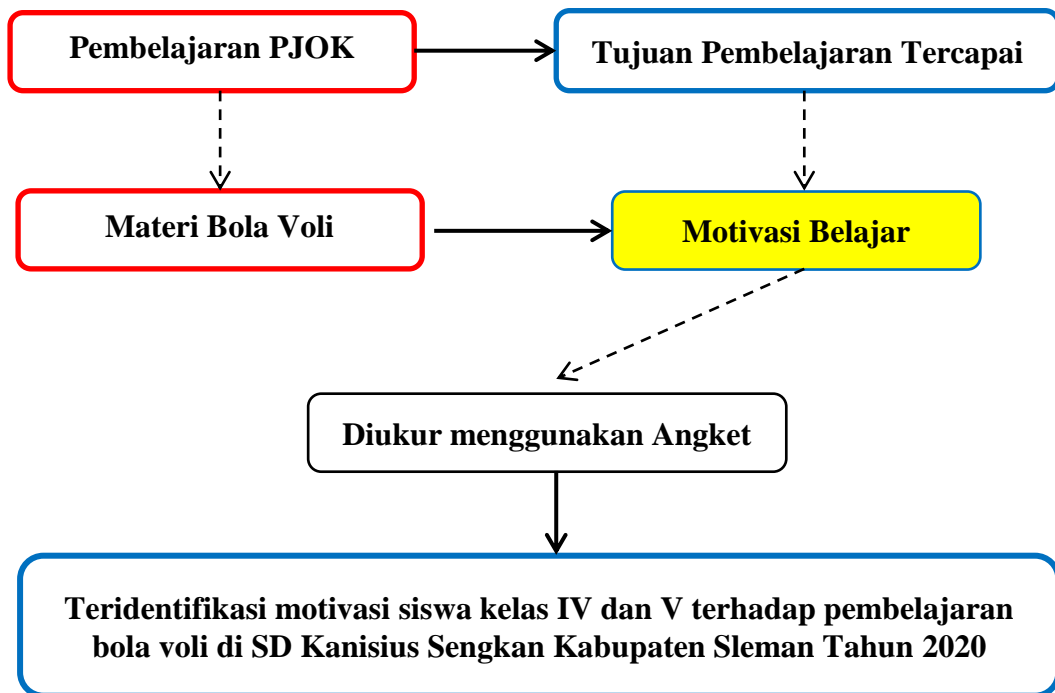 Pembelajaran PJOK
Tujuan Pembelajaran Tercapai
Materi Bola Voli
Motivasi Belajar
Diukur menggunakan Angket
Teridentifikasi motivasi siswa kelas IV dan V terhadap pembelajaran
bola voli di SD Kanisius Sengkan Kabupaten Sleman Tahun 2020